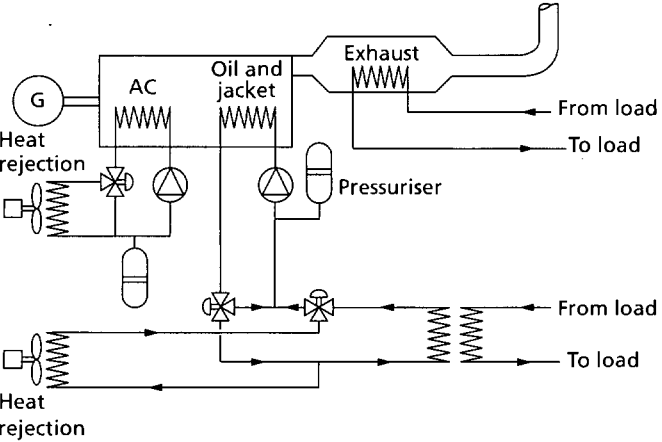 Exhaust
Oil and
jacket
AC
G
From load
To load
Heat
rejection
Pressuriser
From load
To load
Heat
rejection